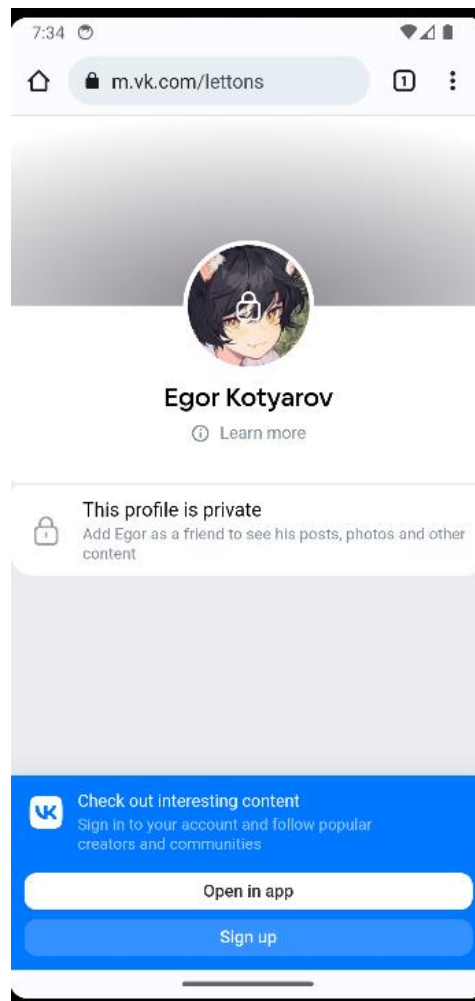 7:34
m.vk.com/lettons
1
Egor Kotyarov
Learn more
This profile is private
Add Egor as a friend to see his posts, photos and other
content
Check out interesting content
Sign in to your account and follow popular
creators and communities
Open in app
Sign up